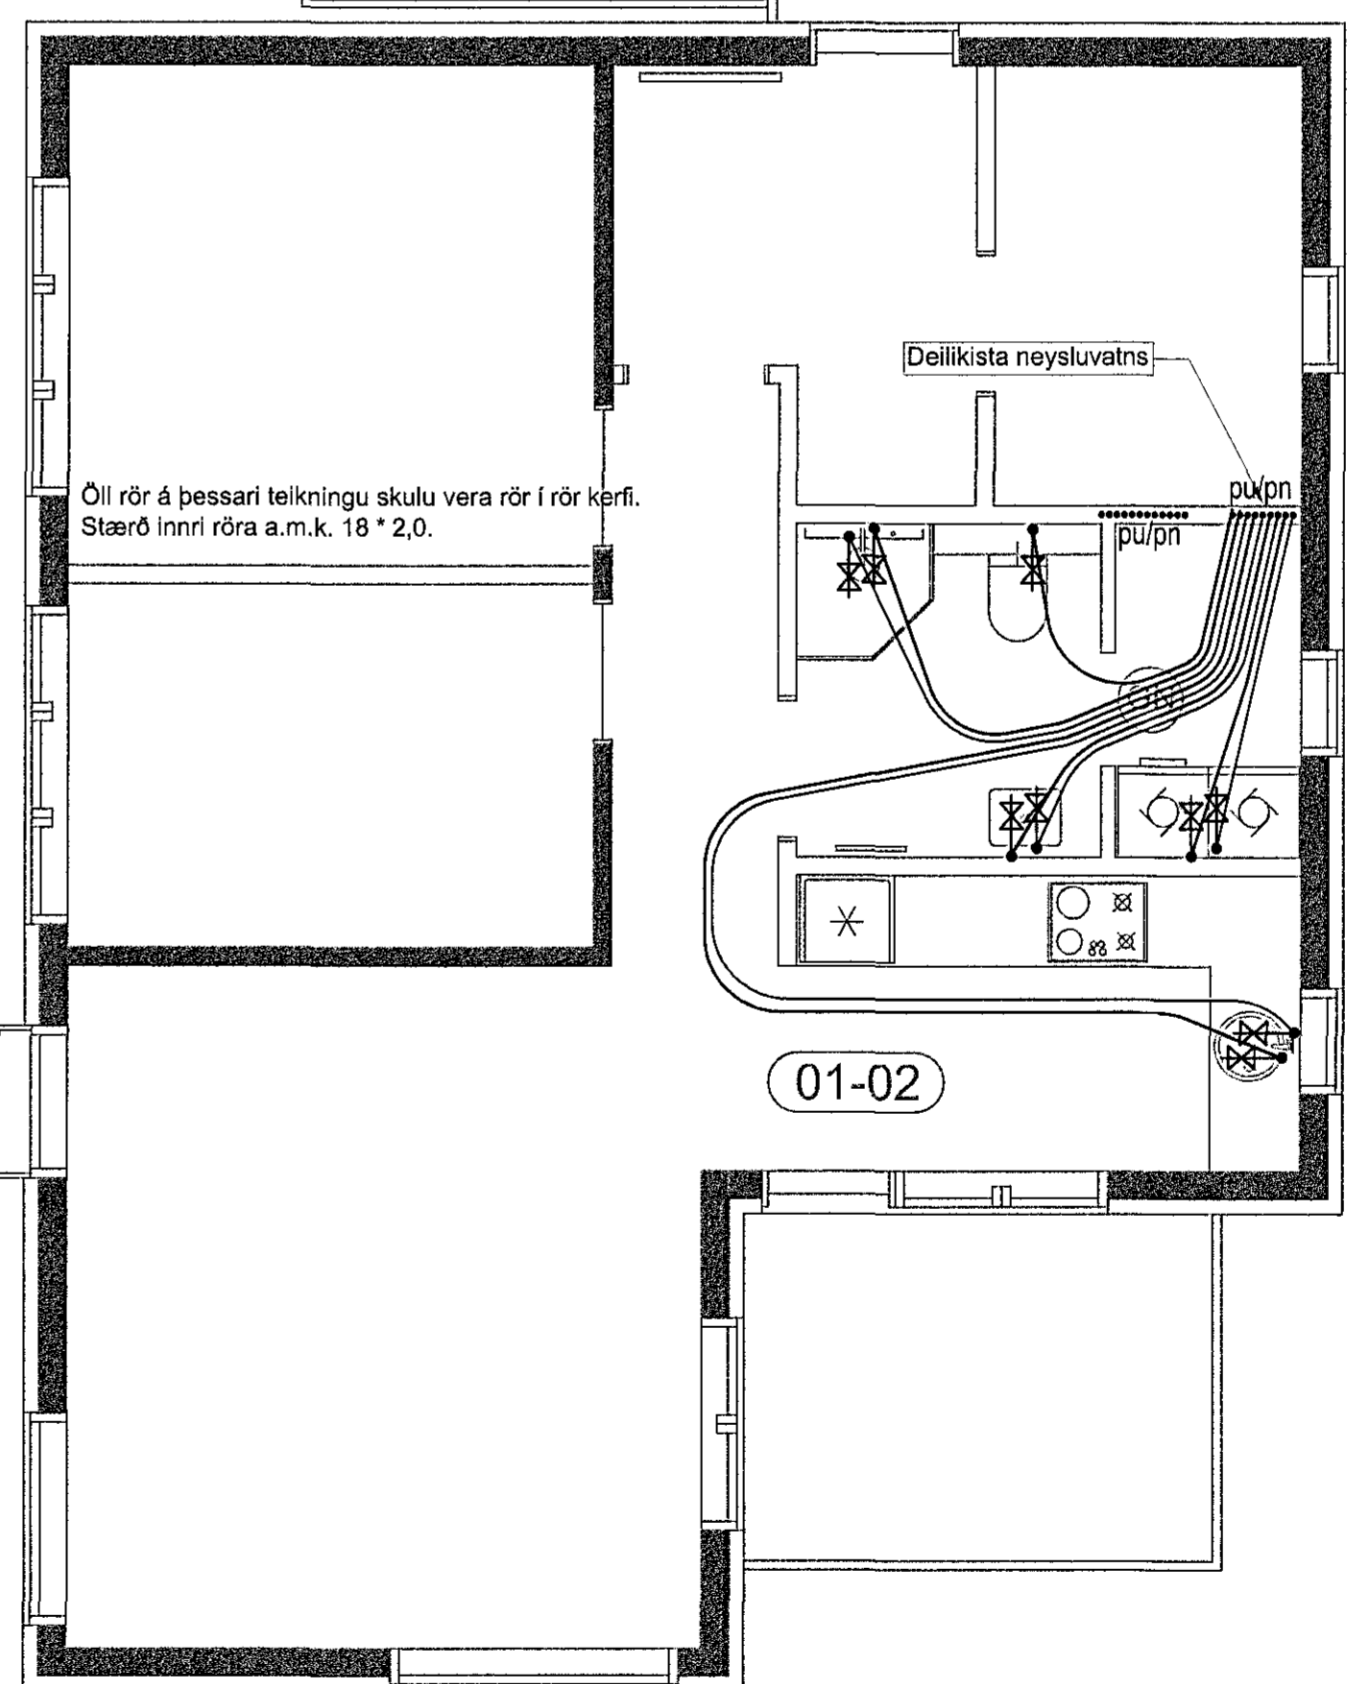 Deilikista neysluvatns
pu/pn
Öll rör á þessari teikningu skulu vera rör í rör kerfi.
Stærð innri röra a.m.k. 18 * 2,0.
pu/pn
GN
01-02